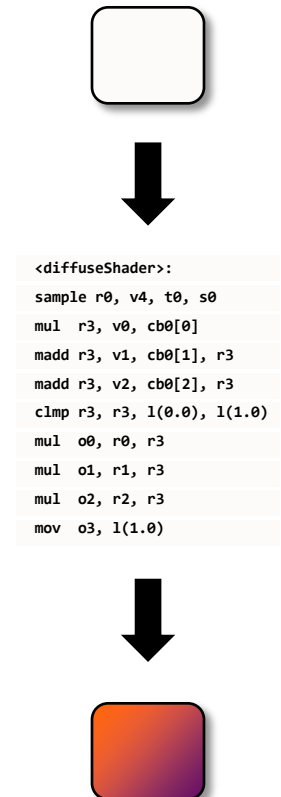 <diffuseShader>:
sample r0, v4, t0, s0
mul r3, v0, cb0[0]
madd r3, v1, cb0[1], r3
madd r3, v2, cb0[2], r3
clmp r3, r3, l(0.0), l(1.0)
mul o0, r0, r3
mul o1, r1, r3
mul o2, r2, r3
mov o3, l(1.0)